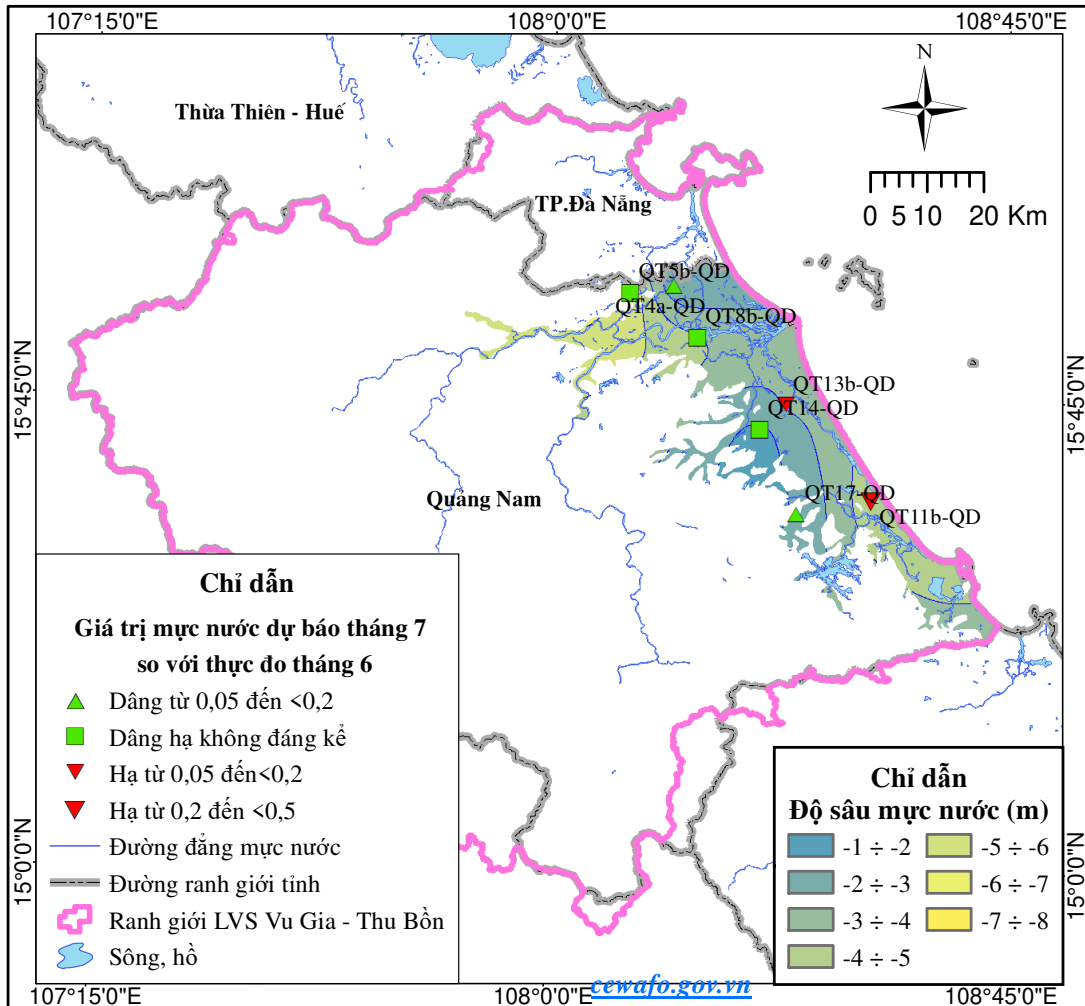 107°15'0"E
108°0'0"E
108°45'0"E
N
Thừa Thiên - Huế
TP.Đà Nẵng
0 5 10 20 Km
QT5b-QD
QT4a-QD
QT8b-QD
15°45'0"N
15°45'0"N
QT13b-QD
QT14-QD
Quảng Nam
QT17-QD
QT11b-QD
Chỉ dẫn
Giá trị mực nước dự báo tháng 7
so với thực đo tháng 6
Dâng từ 0,05 đến <0,2
Dâng hạ không đáng kể
Hạ từ 0,05 đến<0,2
Hạ từ 0,2 đến <0,5
Đường đẳng mực nước
Đường ranh giới tỉnh
Ranh giới LVS Vu Gia - Thu Bồn
Sông, hồ
Chỉ dẫn
Độ sâu mực nước (m)
-1 ÷ -2
-2 ÷ -3
-3 ÷ -4
-4 ÷ -5
-5 ÷ -6
-6 ÷ -7
-7 ÷ -8
15°0'0"N
15°0'0"N
cewafo.gov.vn
107°15'0"E
108°0'0"E
108°45'0"E